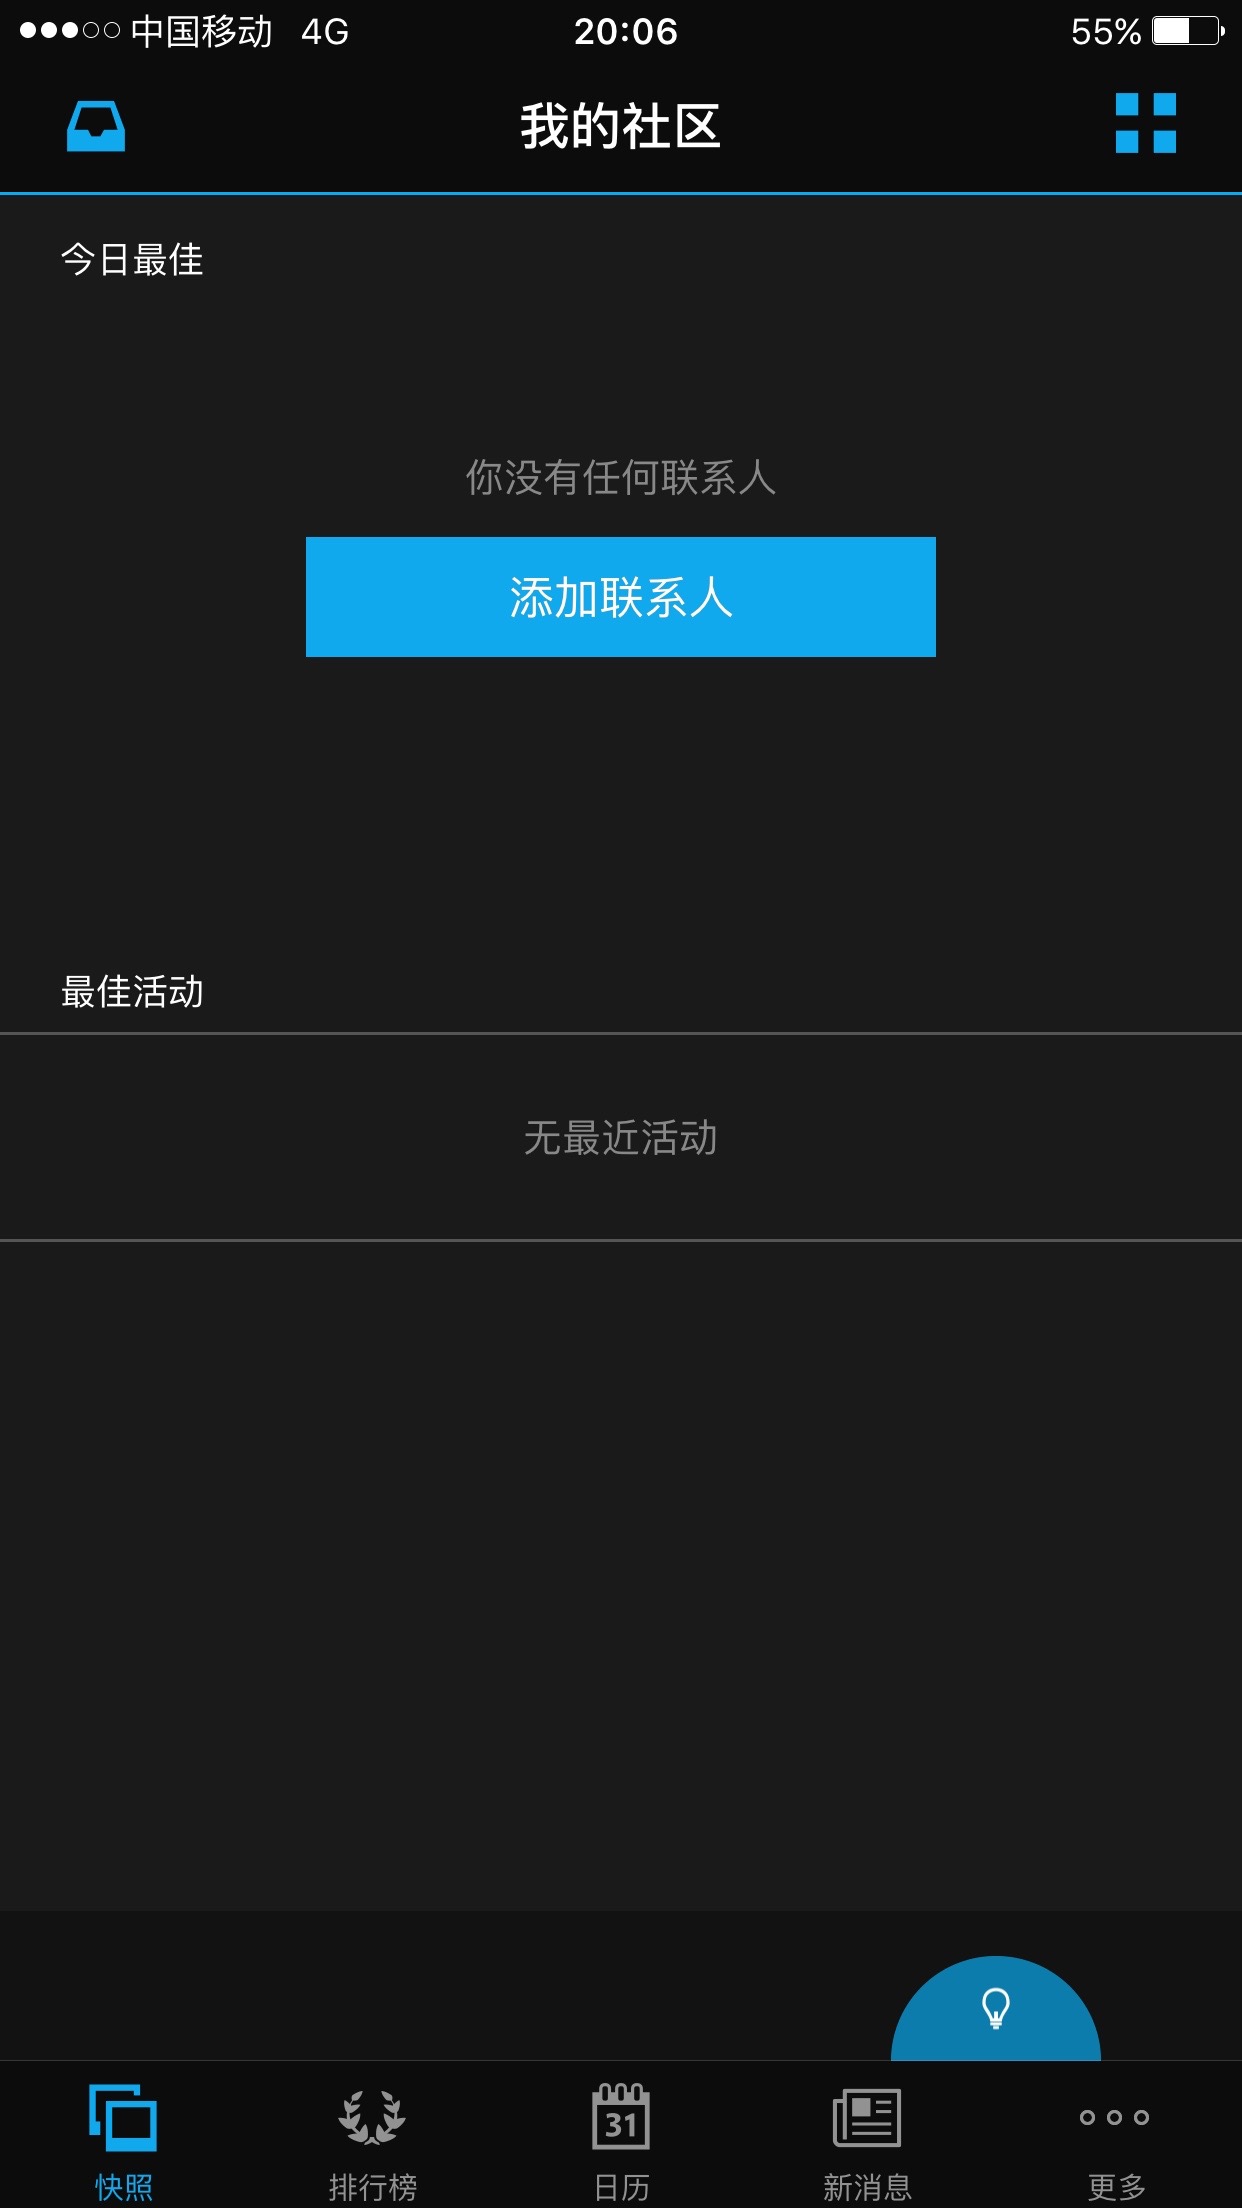 中国移动 4G 20:06 55%
我的社区
今日最佳
你没有任何联系人
添加联系人
最佳活动
无最近活动
31
快照 排行榜 日历 新消息 更多